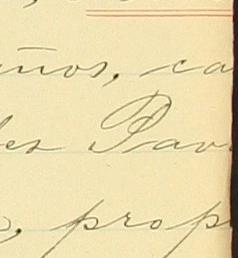 ños, ca
les Pav
o, prop